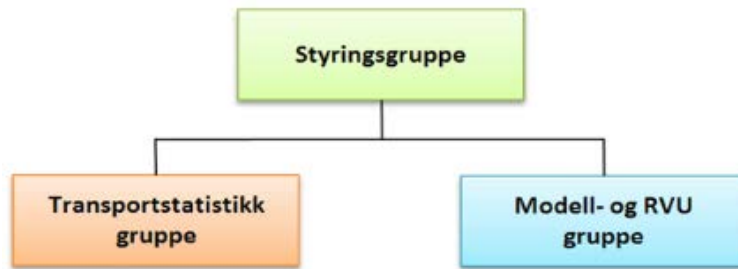 Styringsgruppe
Transportstatistikk
gruppe
Modell- og RVU
gruppe